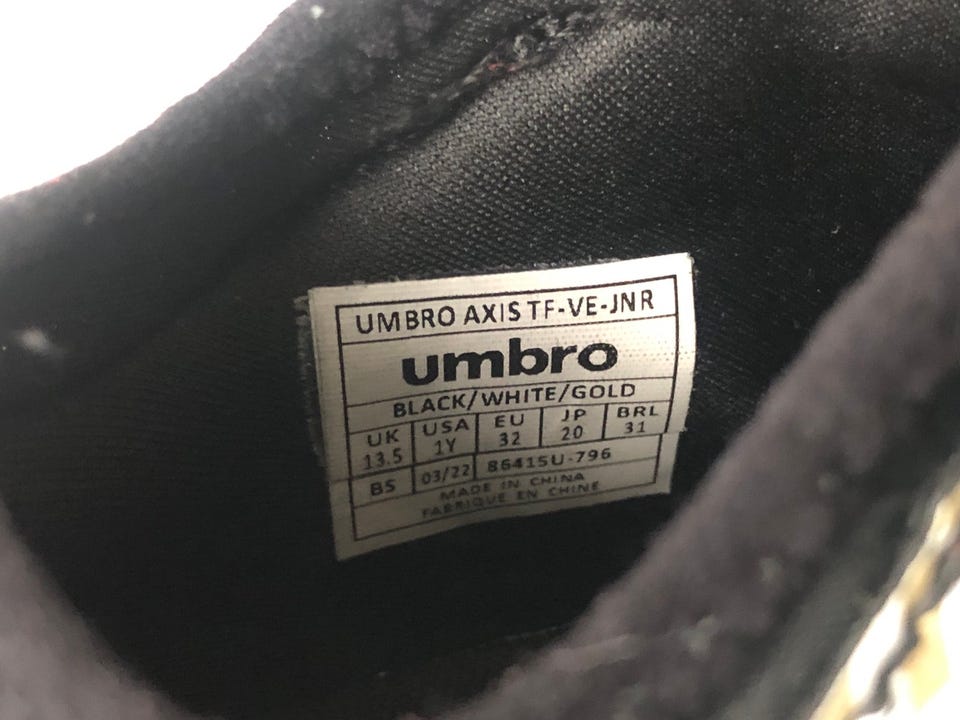 UMBRO AXIS TF-VE-JNR
umbro
BLACK/WHITE/GOLD
UK USA EU JP BRL
13.5 1Y 32 20 31
BS 03/22 86415U-796
MADE IN CHINA
FABRIQUE EN CHINE